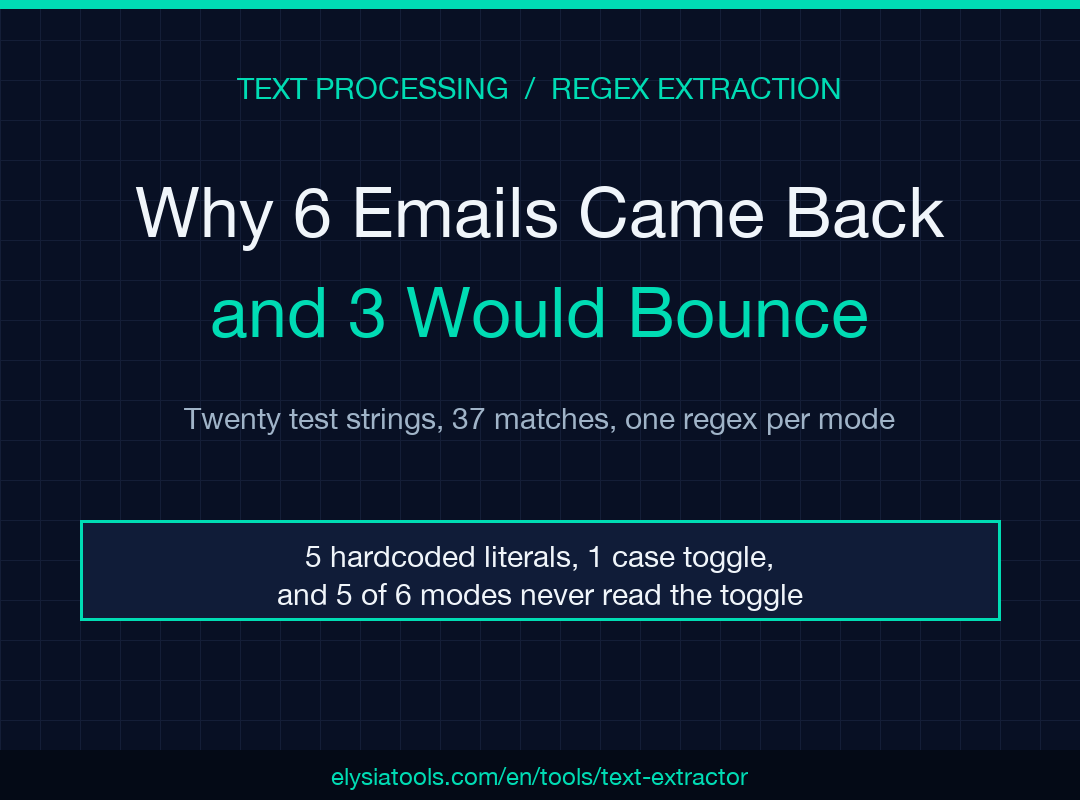 TEXT PROCESSING / REGEX EXTRACTION
Why 6 Emails Came Back
and 3 Would Bounce
Twenty test strings, 37 matches, one regex per mode
5 hardcoded literals, 1 case toggle,
and 5 of 6 modes never read the toggle
elysiatools.com/en/tools/text-extractor